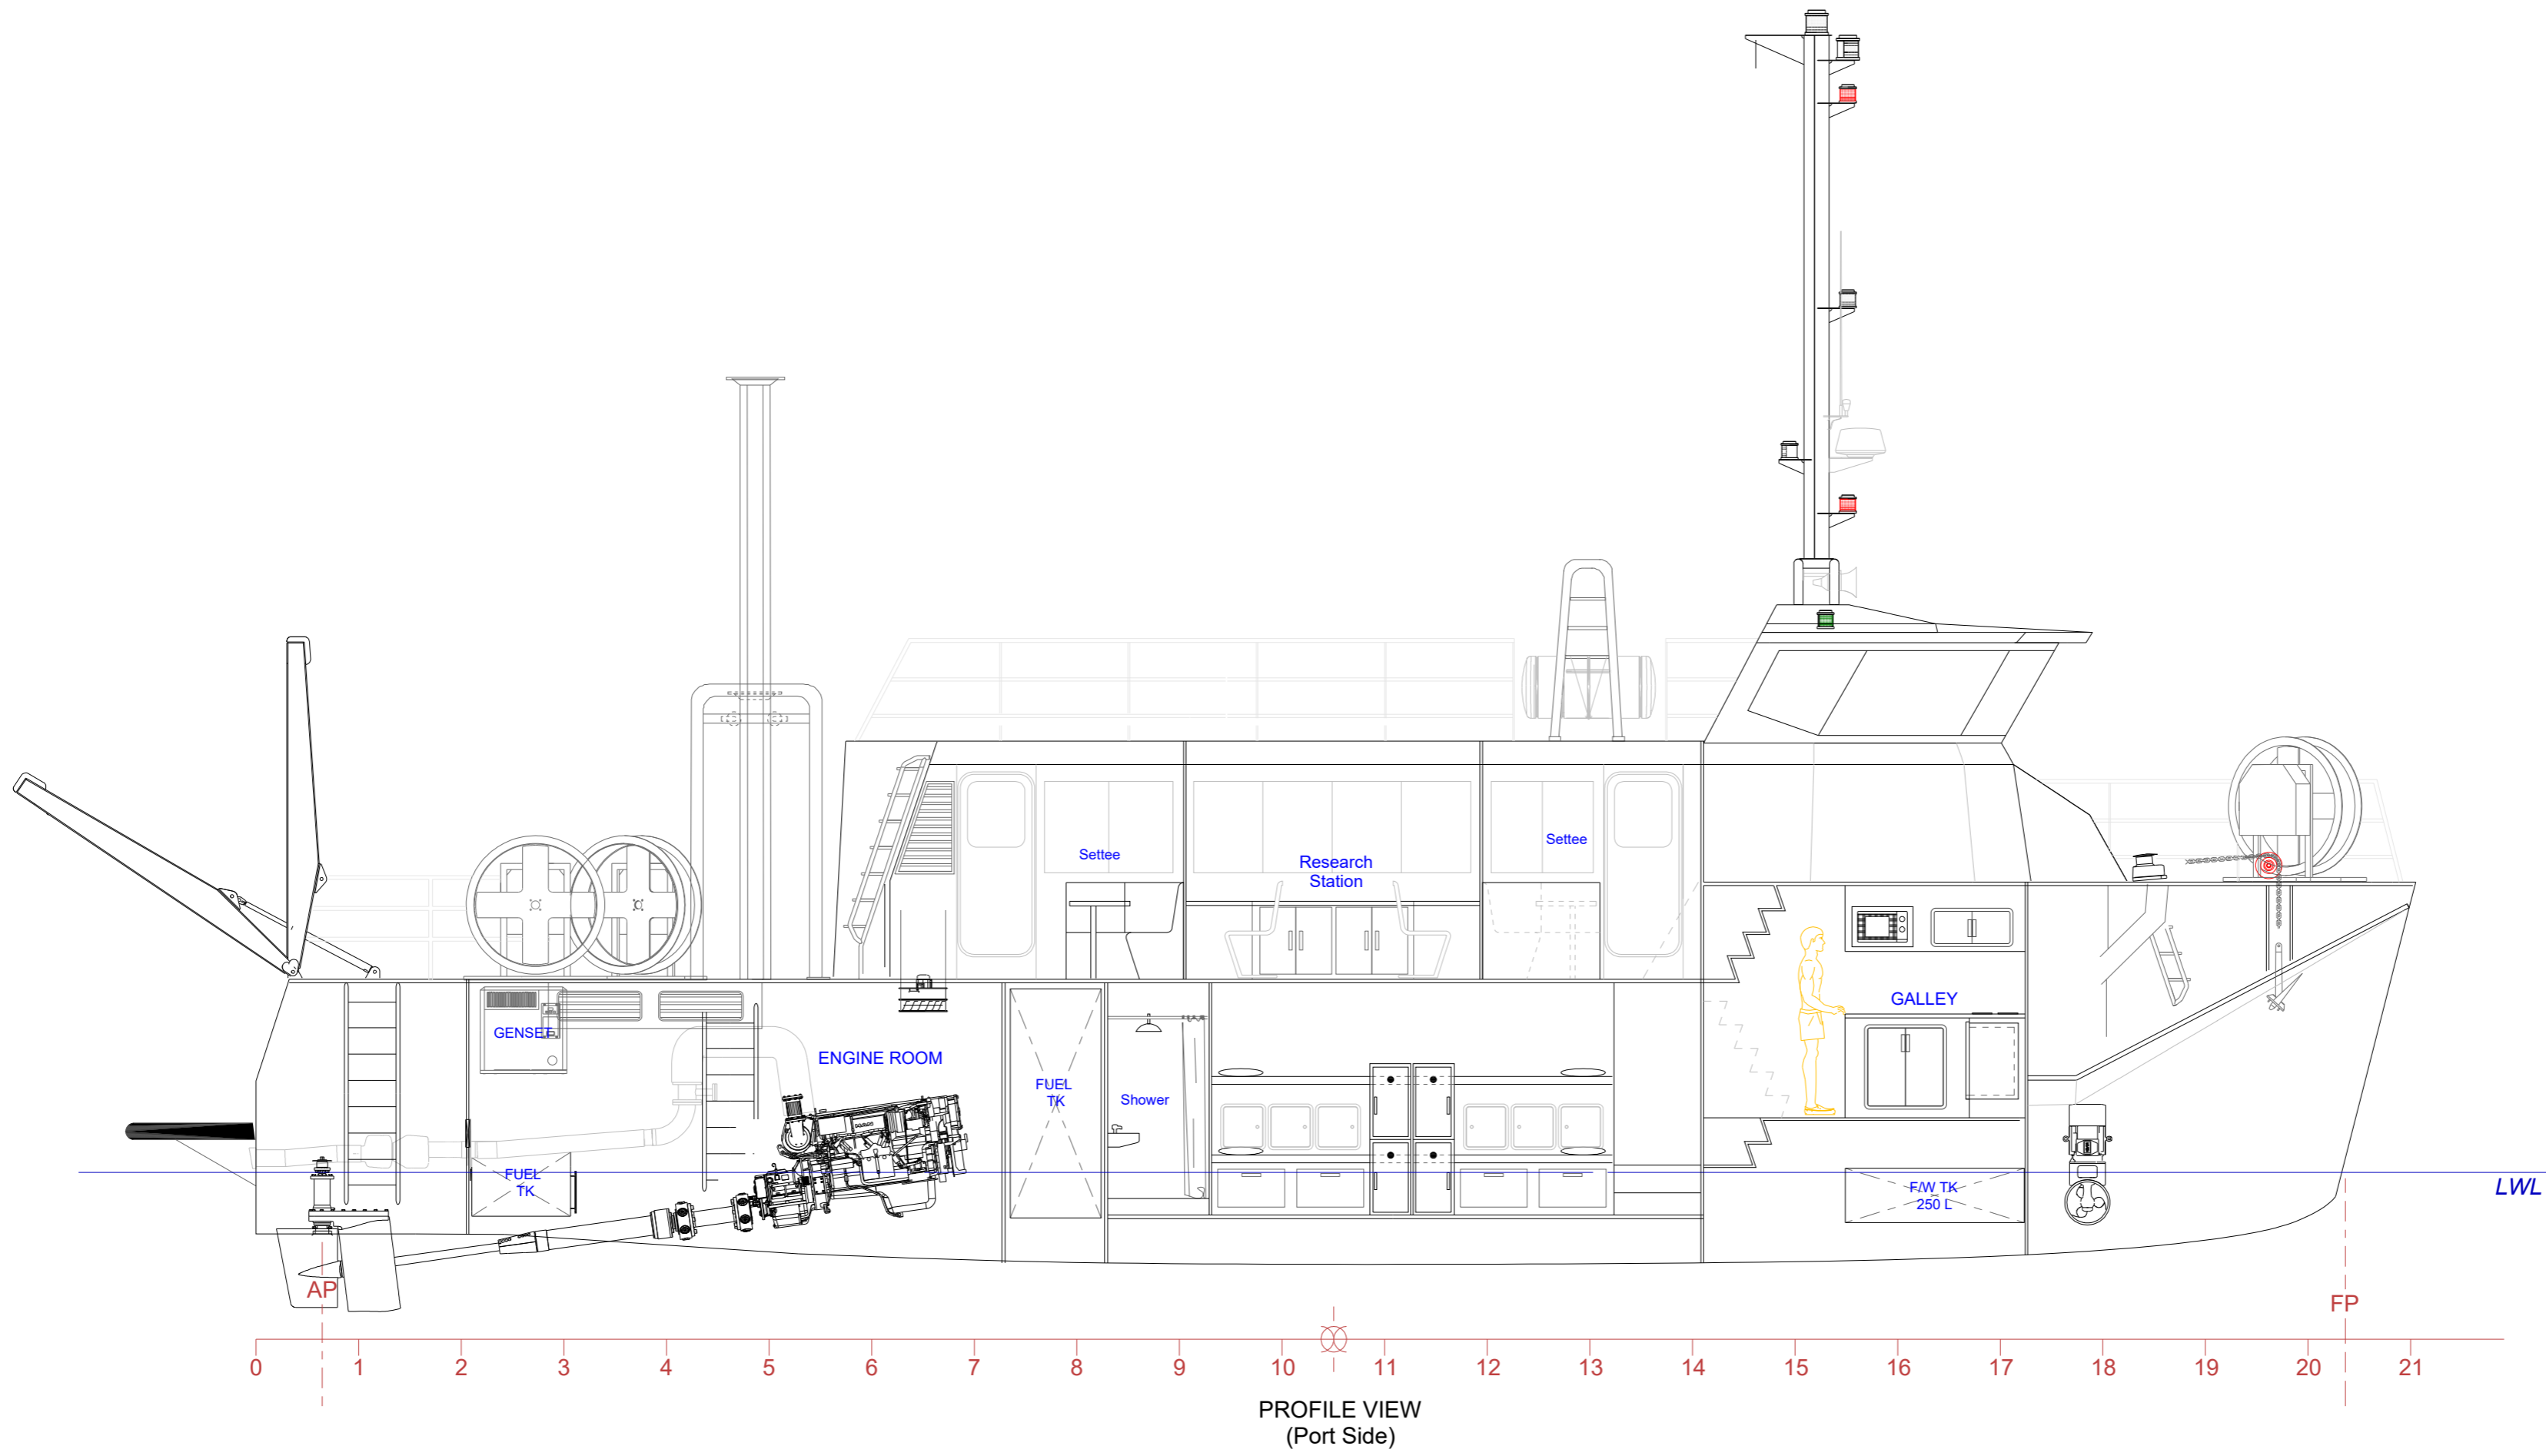 Settee
Settee
Research
Station
GENSET
ENGINE ROOM
GALLEY
FUEL
TK
Shower
FUEL
TK
F/W TK
250 L
LWL
AP
FP
0 1 2 3 4 5 6 7 8 9 10 11 12 13 14 15 16 17 18 19 20 21
PROFILE VIEW
(Port Side)